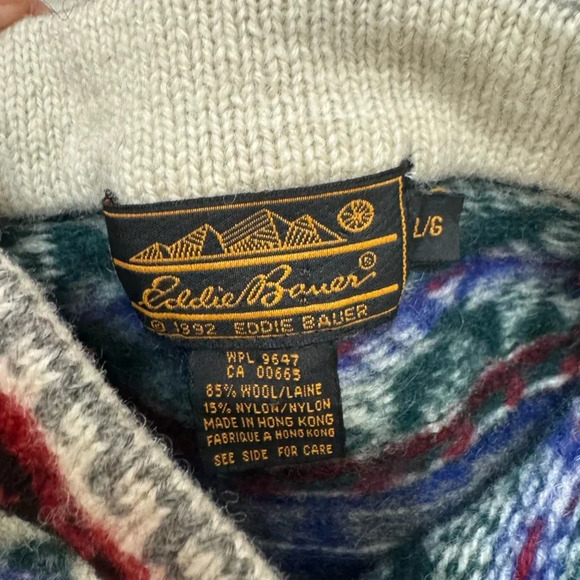 Eddie Bauer®
© 1992 EDDIE BAUER
L/G
WPL 9647
CA 00665
85% WOOL/LAINE
15% NYLON/NYLON
MADE IN HONG KONG
FABRIQUE A HONG KONG
SEE SIDE FOR CARE